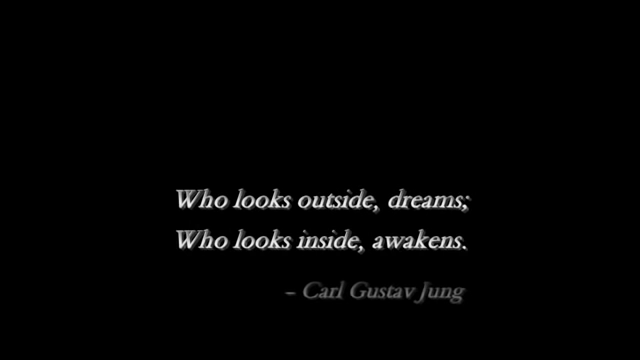 Who looks outside, dreams;
Who looks inside, awakens.
– Carl Gustav Jung